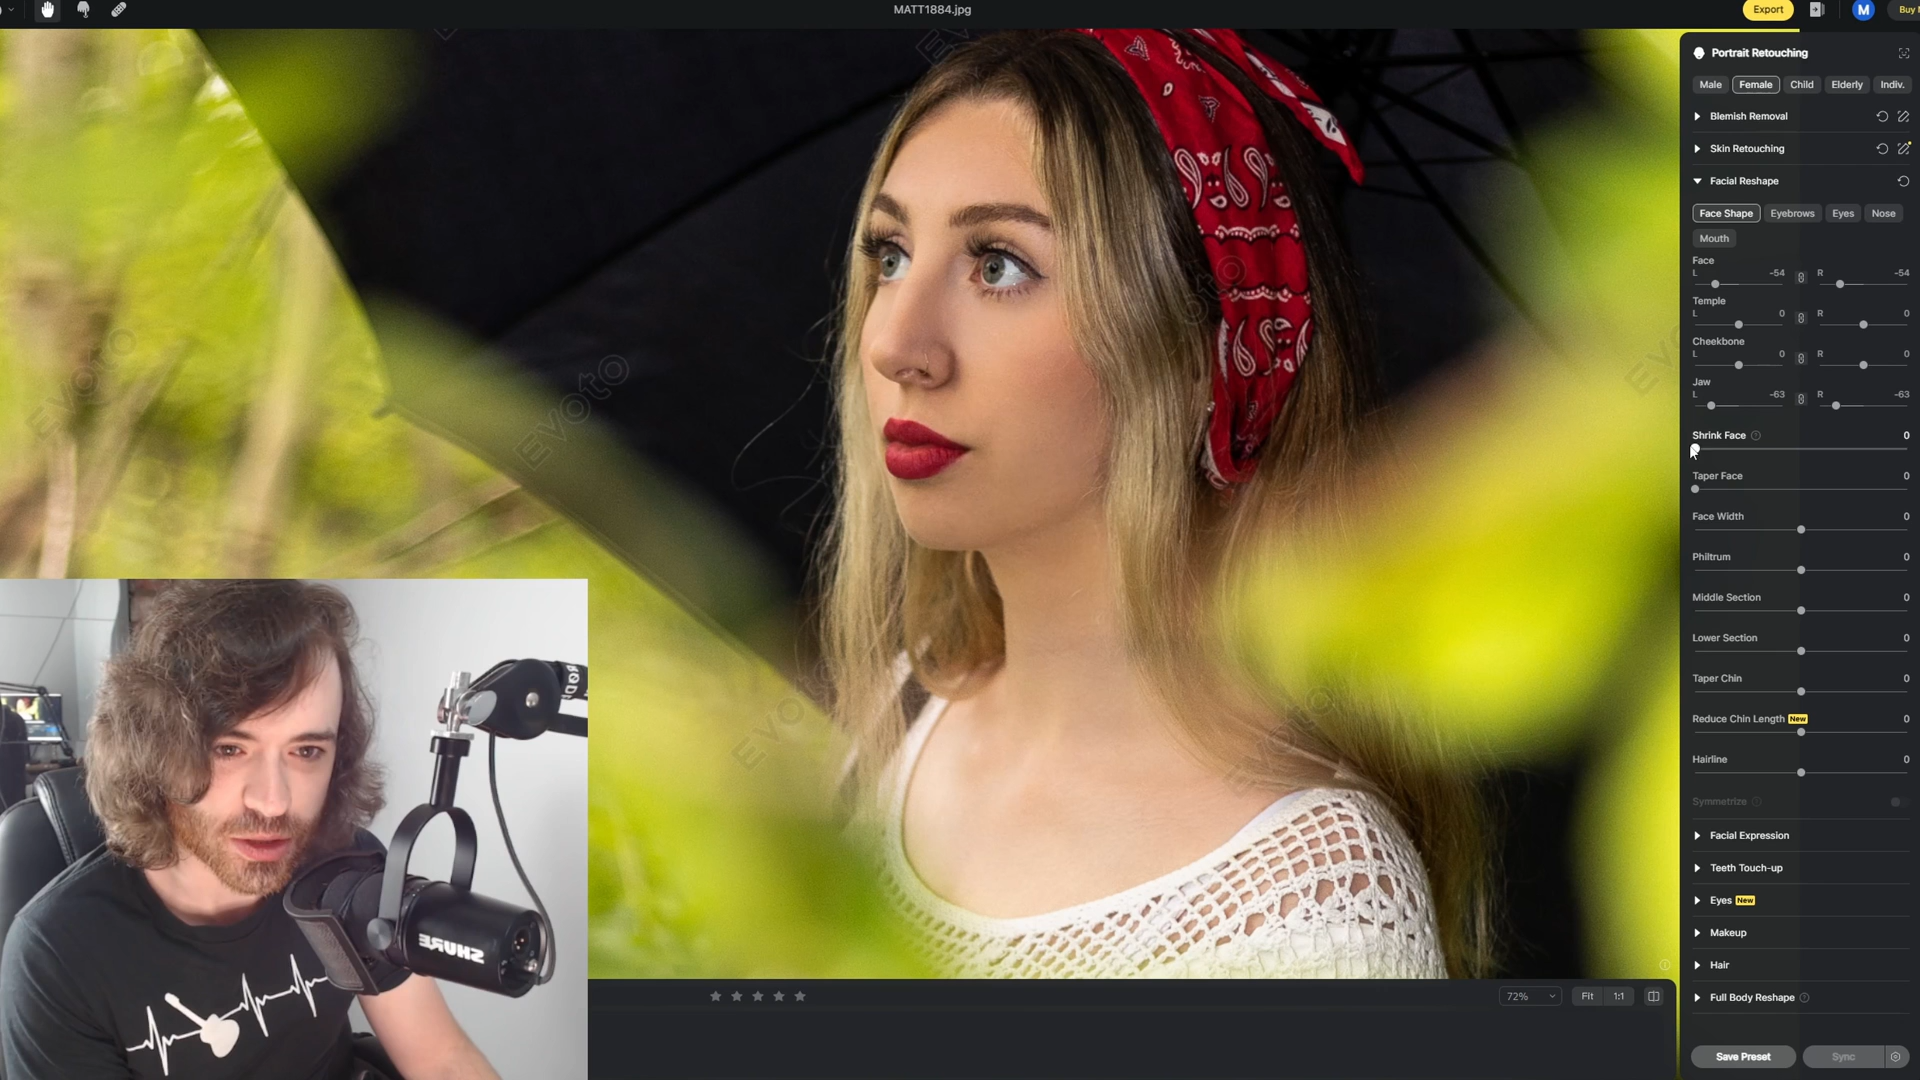 MATT1884.jpg
Export
M
Buy
Portrait Retouching
Male Female Child Elderly Indiv.
Blemish Removal
Skin Retouching
Facial Reshape
Face Shape Eyebrows Eyes Nose
Mouth
Face
L -54 R -54
Temple
L 0 R 0
Cheekbone
L 0 R 0
Jaw
L -63 R -63
Shrink Face 0
Taper Face 0
Face Width 0
Philtrum 0
Middle Section 0
Lower Section 0
Taper Chin 0
Reduce Chin Length New 0
Hairline 0
Symmetrize
Facial Expression
Teeth Touch-up
Eyes New
Makeup
Hair
Full Body Reshape
Save Preset Sync
72% Fit 1:1
Evoto
Evoto
Evoto
SHURE